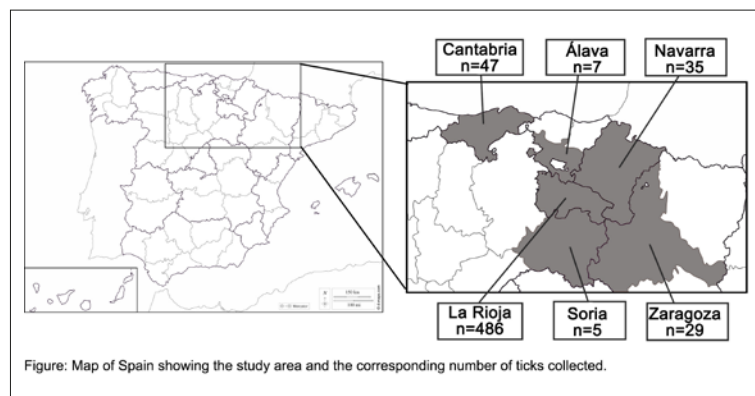 Cantabria
n=47
Álava
n=7
Navarra
n=35
La Rioja
n=486
Soria
n=5
Zaragoza
n=29
Figure: Map of Spain showing the study area and the corresponding number of ticks collected.